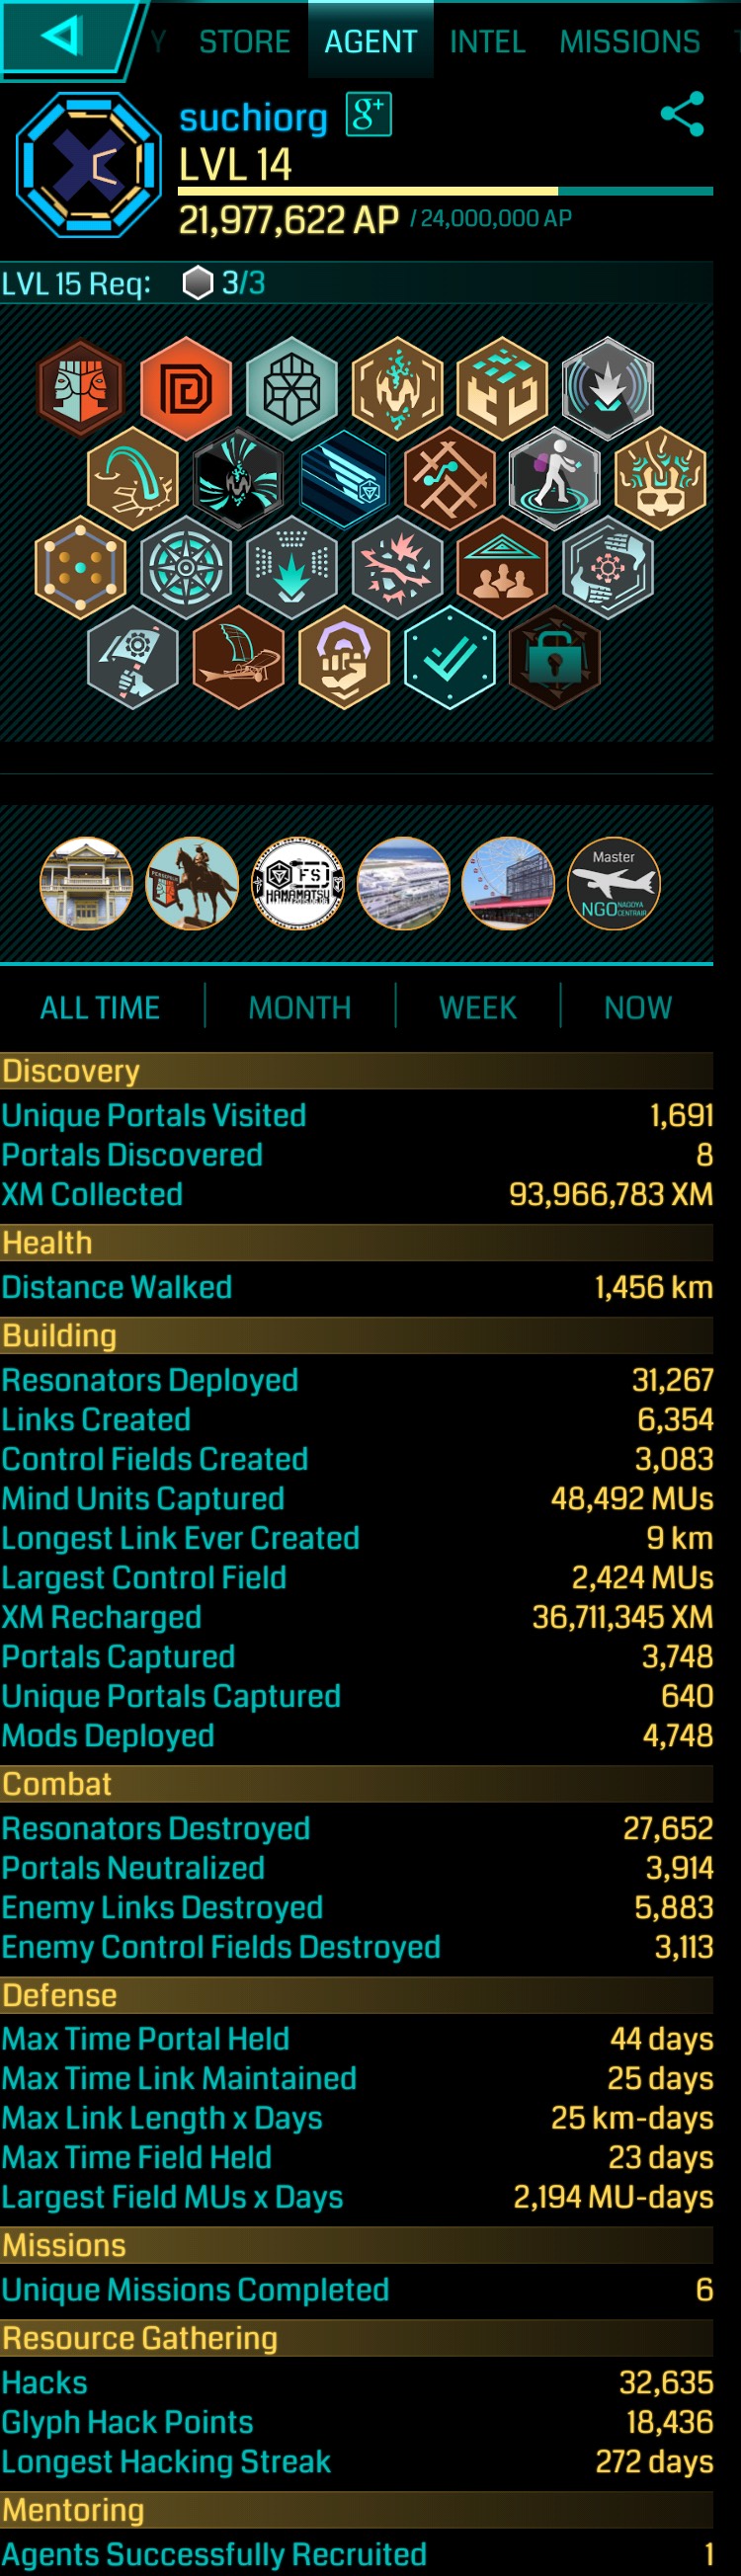 Y STORE AGENT INTEL MISSIONS
suchiorg g+
LVL 14
21,977,622 AP / 24,000,000 AP
LVL 15 Req: 3/3
PERSEPOLIS
FS
HAMAMATSU
Master
NGO NAGOYA CENTRAIR
ALL TIME MONTH WEEK NOW
Discovery
Unique Portals Visited 1,691
Portals Discovered 8
XM Collected 93,966,783 XM
Health
Distance Walked 1,456 km
Building
Resonators Deployed 31,267
Links Created 6,354
Control Fields Created 3,083
Mind Units Captured 48,492 MUs
Longest Link Ever Created 9 km
Largest Control Field 2,424 MUs
XM Recharged 36,711,345 XM
Portals Captured 3,748
Unique Portals Captured 640
Mods Deployed 4,748
Combat
Resonators Destroyed 27,652
Portals Neutralized 3,914
Enemy Links Destroyed 5,883
Enemy Control Fields Destroyed 3,113
Defense
Max Time Portal Held 44 days
Max Time Link Maintained 25 days
Max Link Length x Days 25 km-days
Max Time Field Held 23 days
Largest Field MUs x Days 2,194 MU-days
Missions
Unique Missions Completed 6
Resource Gathering
Hacks 32,635
Glyph Hack Points 18,436
Longest Hacking Streak 272 days
Mentoring
Agents Successfully Recruited 1